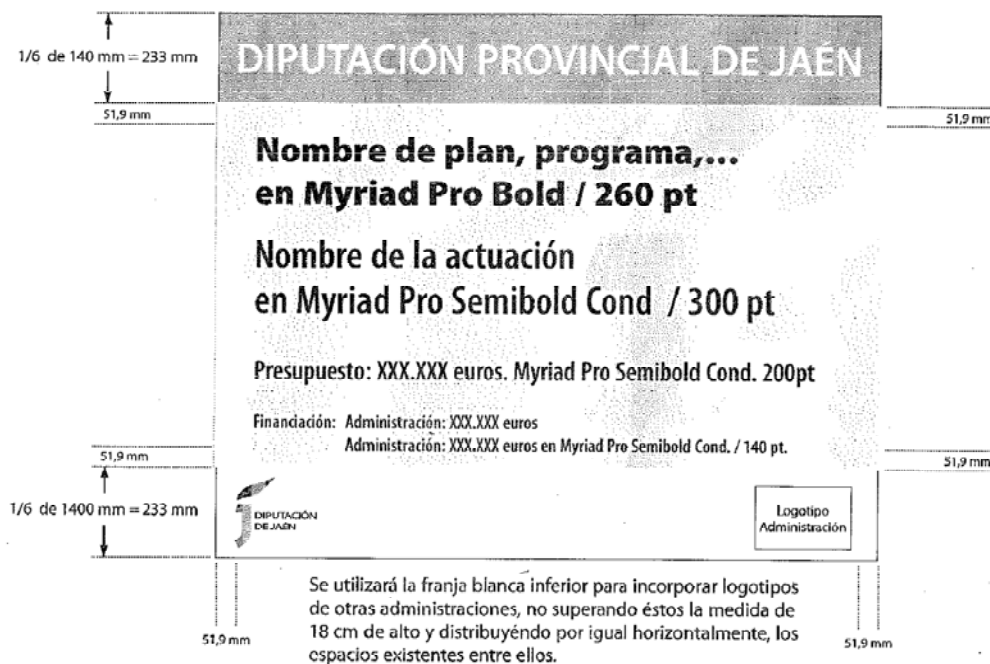 1/6 de 140 mm = 233 mm
DIPUTACIÓN PROVINCIAL DE JAÉN
51,9 mm
51,9 mm
Nombre de plan, programa,...
en Myriad Pro Bold / 260 pt
Nombre de la actuación
en Myriad Pro Semibold Cond / 300 pt
Presupuesto: XXX.XXX euros. Myriad Pro Semibold Cond. 200pt
Financiación: Administración: XXX.XXX euros
Administración: XXX.XXX euros en Myriad Pro Semibold Cond. / 140 pt.
51,9 mm
51,9 mm
1/6 de 1400 mm = 233 mm
DIPUTACIÓN
DE JAÉN
Logotipo
Administración
Se utilizará la franja blanca inferior para incorporar logotipos
de otras administraciones, no superando éstos la medida de
18 cm de alto y distribuyéndo por igual horizontalmente, los
espacios existentes entre ellos.
51,9 mm
51,9 mm